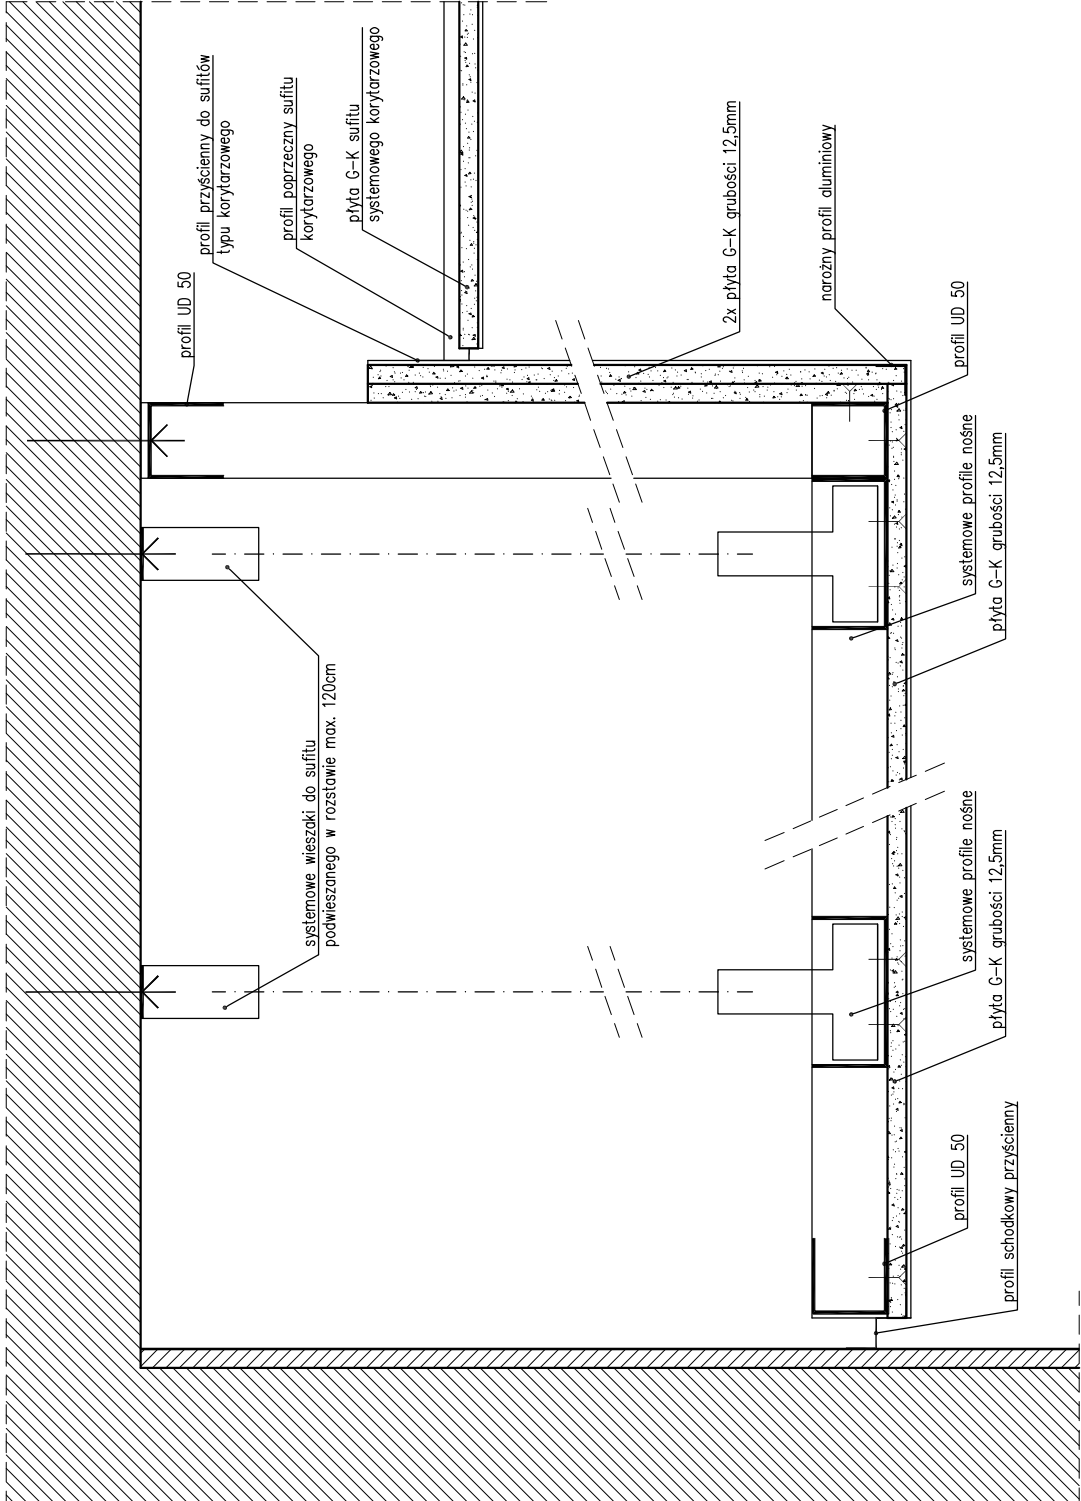 profil UD 50
profil przyścienny do sufitów
typu korytarzowego
profil poprzeczny sufitu
korytarzowego
płyta G-K sufitu
systemowego korytarzowego
2x płyta G-K grubości 12,5mm
narożny profil aluminiowy
profil UD 50
systemowe profile nośne
płyta G-K grubości 12,5mm
systemowe wieszaki do sufitu
podwieszanego w rozstawie max. 120cm
systemowe profile nośne
płyta G-K grubości 12,5mm
profil UD 50
profil schodkowy przyścienny